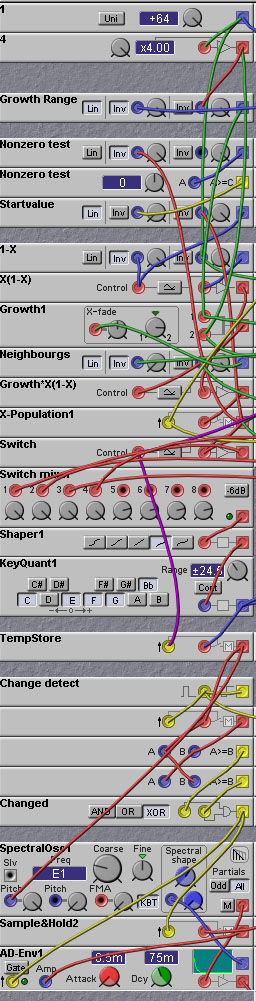 1
Uni +64
4
x4.00
Growth Range Lin Inv Inv
Nonzero test
Lin Inv Inv
Nonzero test
0 A A>=C
Startvalue
Lin Inv Inv
1-X
Lin Inv Inv
X(1-X)
Control
Growth1
X-fade
1 2
1
2
Neighbourgs
Lin Inv Inv
Growth*X(1-X)
Control
X-Population1
M
Switch
Control
Switch mixer
1 2 3 4 5 6 7 8 -6dB
Shaper1
KeyQuant1
Range ±24.
C# D# F# G# Bb Cont
C D E F G A B
o
TempStore
M
Change detect
M
A B A>=B
A B A>=B
Changed
AND OR XOR
SpectralOsc1
Slv Freq Coarse Fine Spectral shape
E1 Partials
Odd All
Pitch Pitch FMA KBT M
Sample&Hold2
AD-Env1
0.5m 75m
Gate Amp Attack Dcy